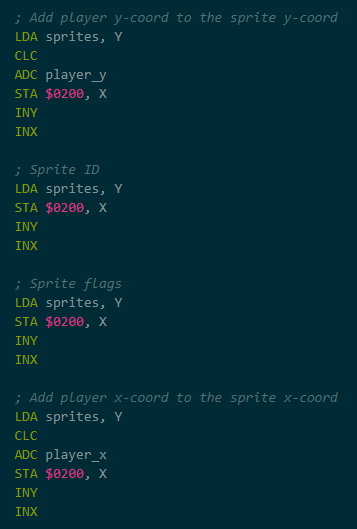 ; Add player y-coord to the sprite y-coord
LDA sprites, Y
CLC
ADC player_y
STA $0200, X
INY
INX
; Sprite ID
LDA sprites, Y
STA $0200, X
INY
INX
; Sprite flags
LDA sprites, Y
STA $0200, X
INY
INX
; Add player x-coord to the sprite x-coord
LDA sprites, Y
CLC
ADC player_x
STA $0200, X
INY
INX